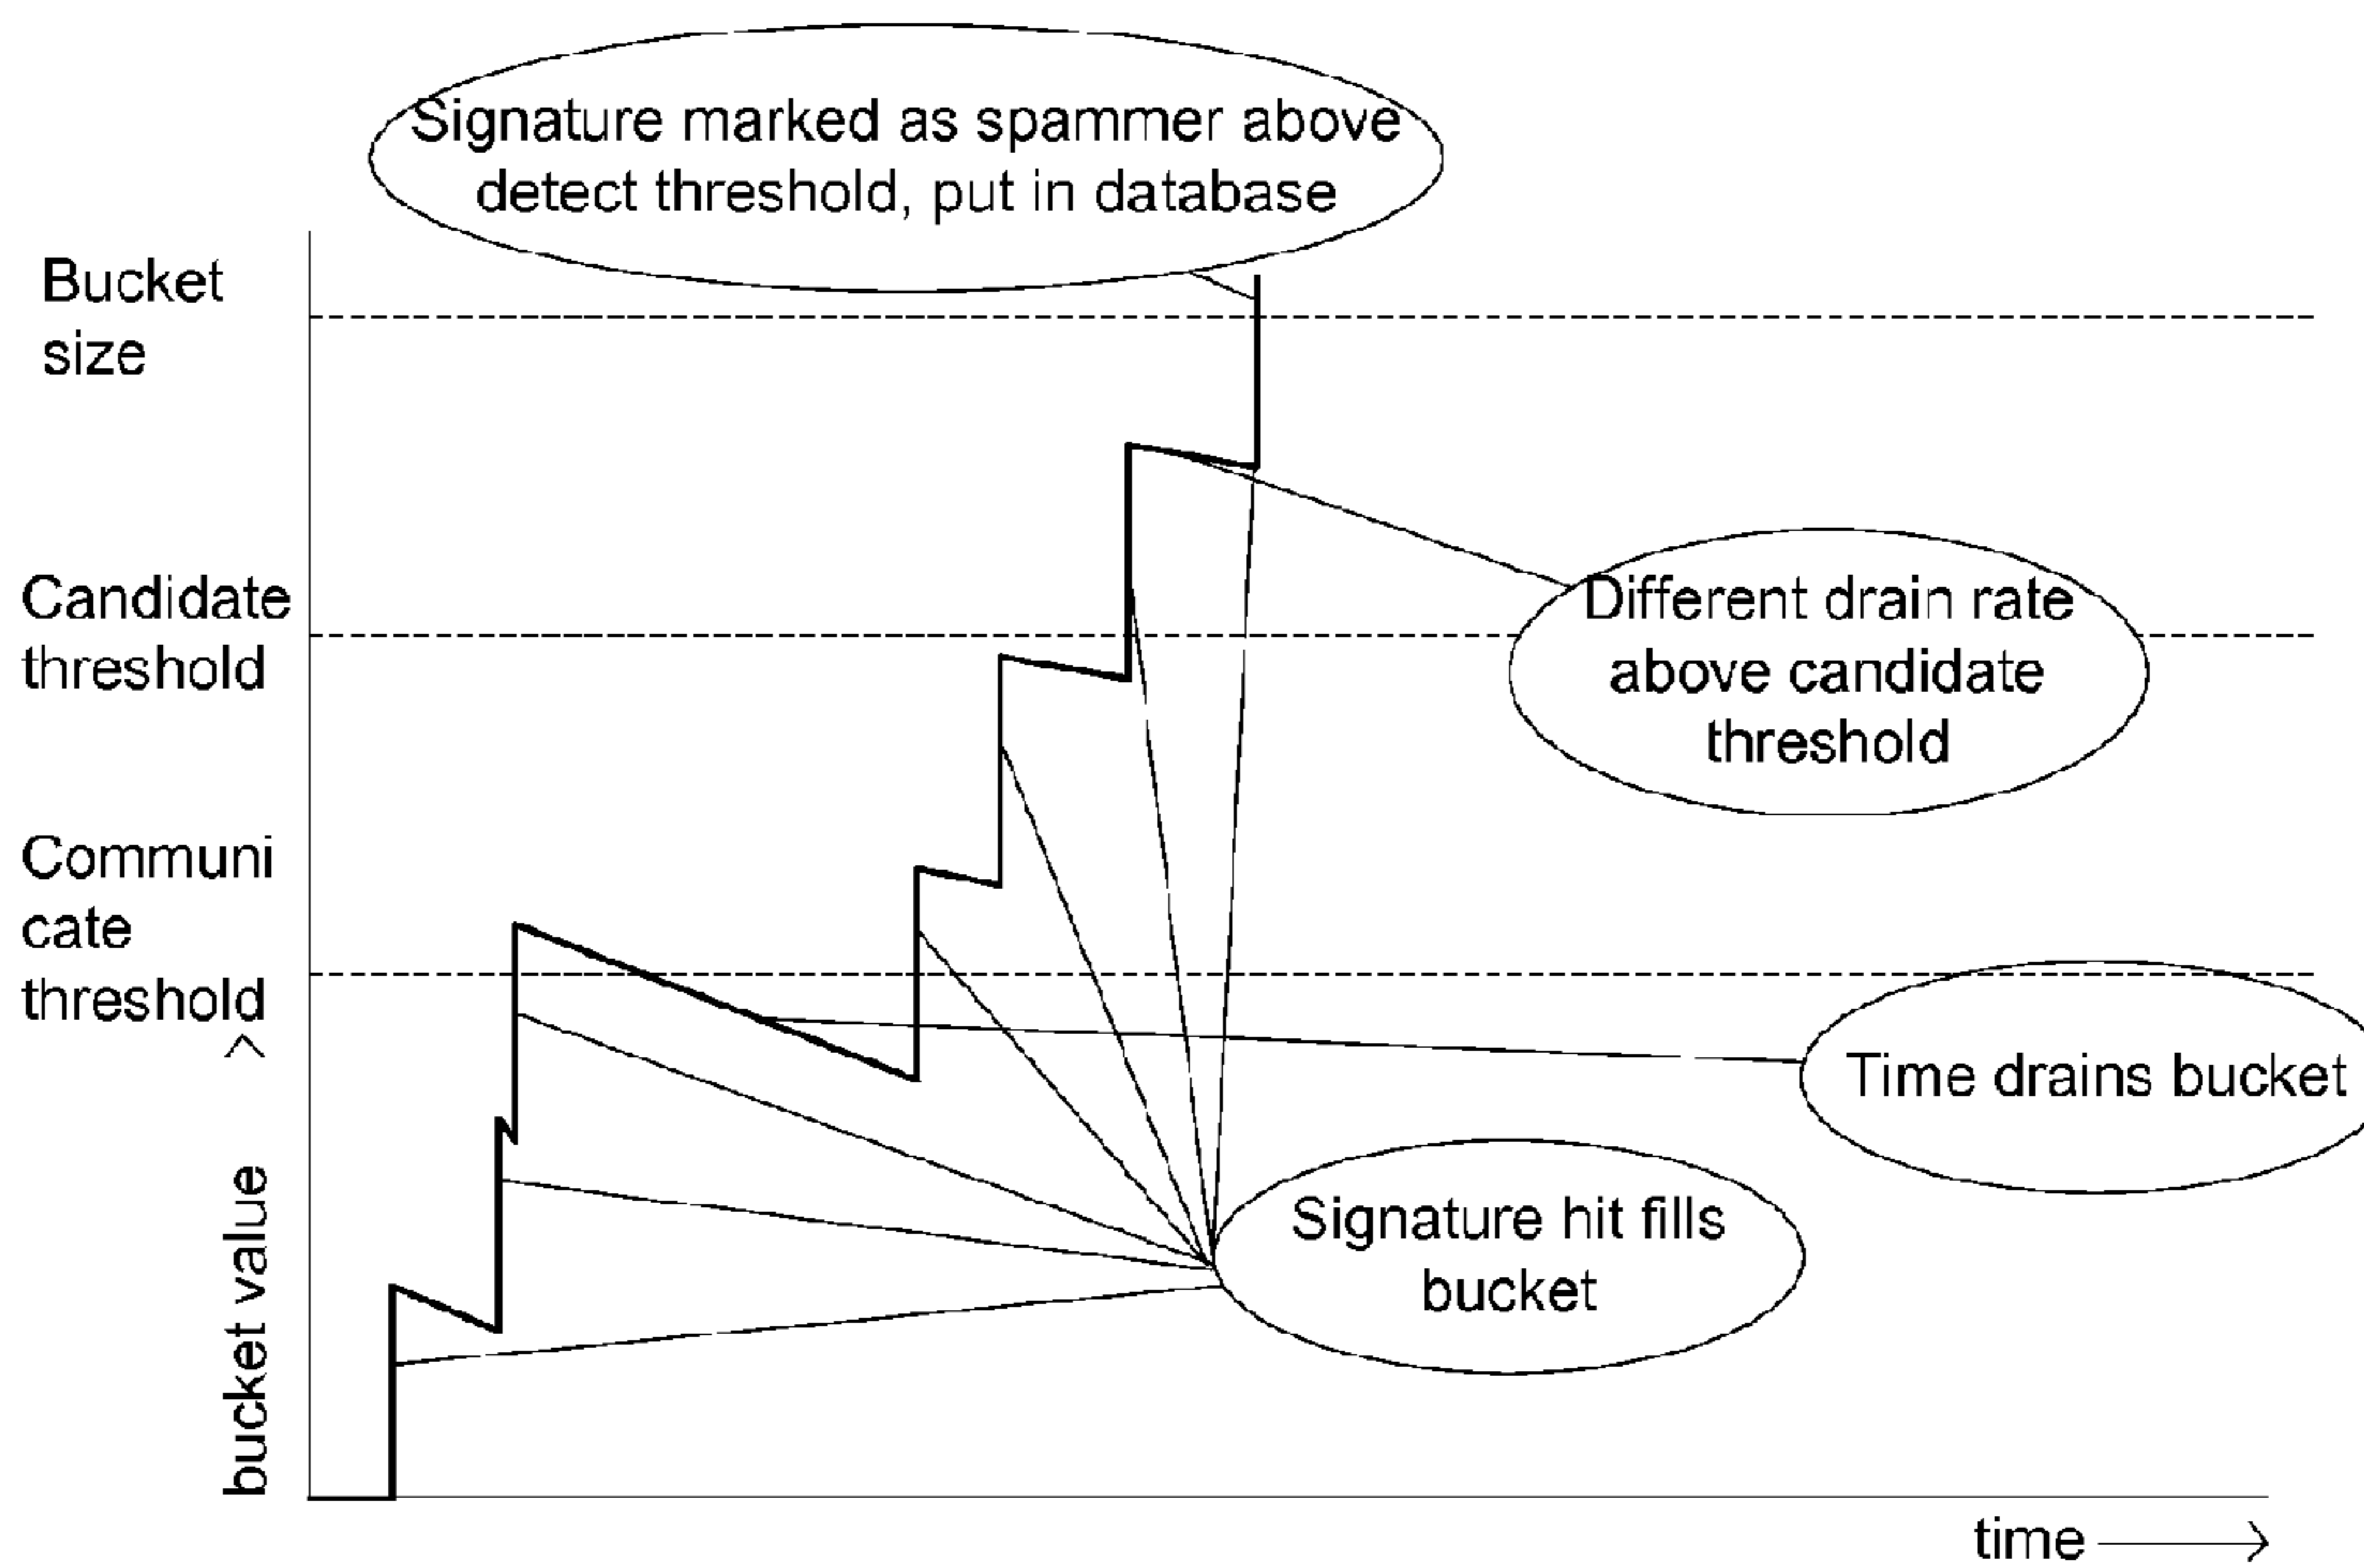 Signature marked as spammer above
detect threshold, put in database
Bucket
size
Candidate
threshold
Different drain rate
above candidate
threshold
Communi
cate
threshold
Time drains bucket
Signature hit fills
bucket
bucket value >
time